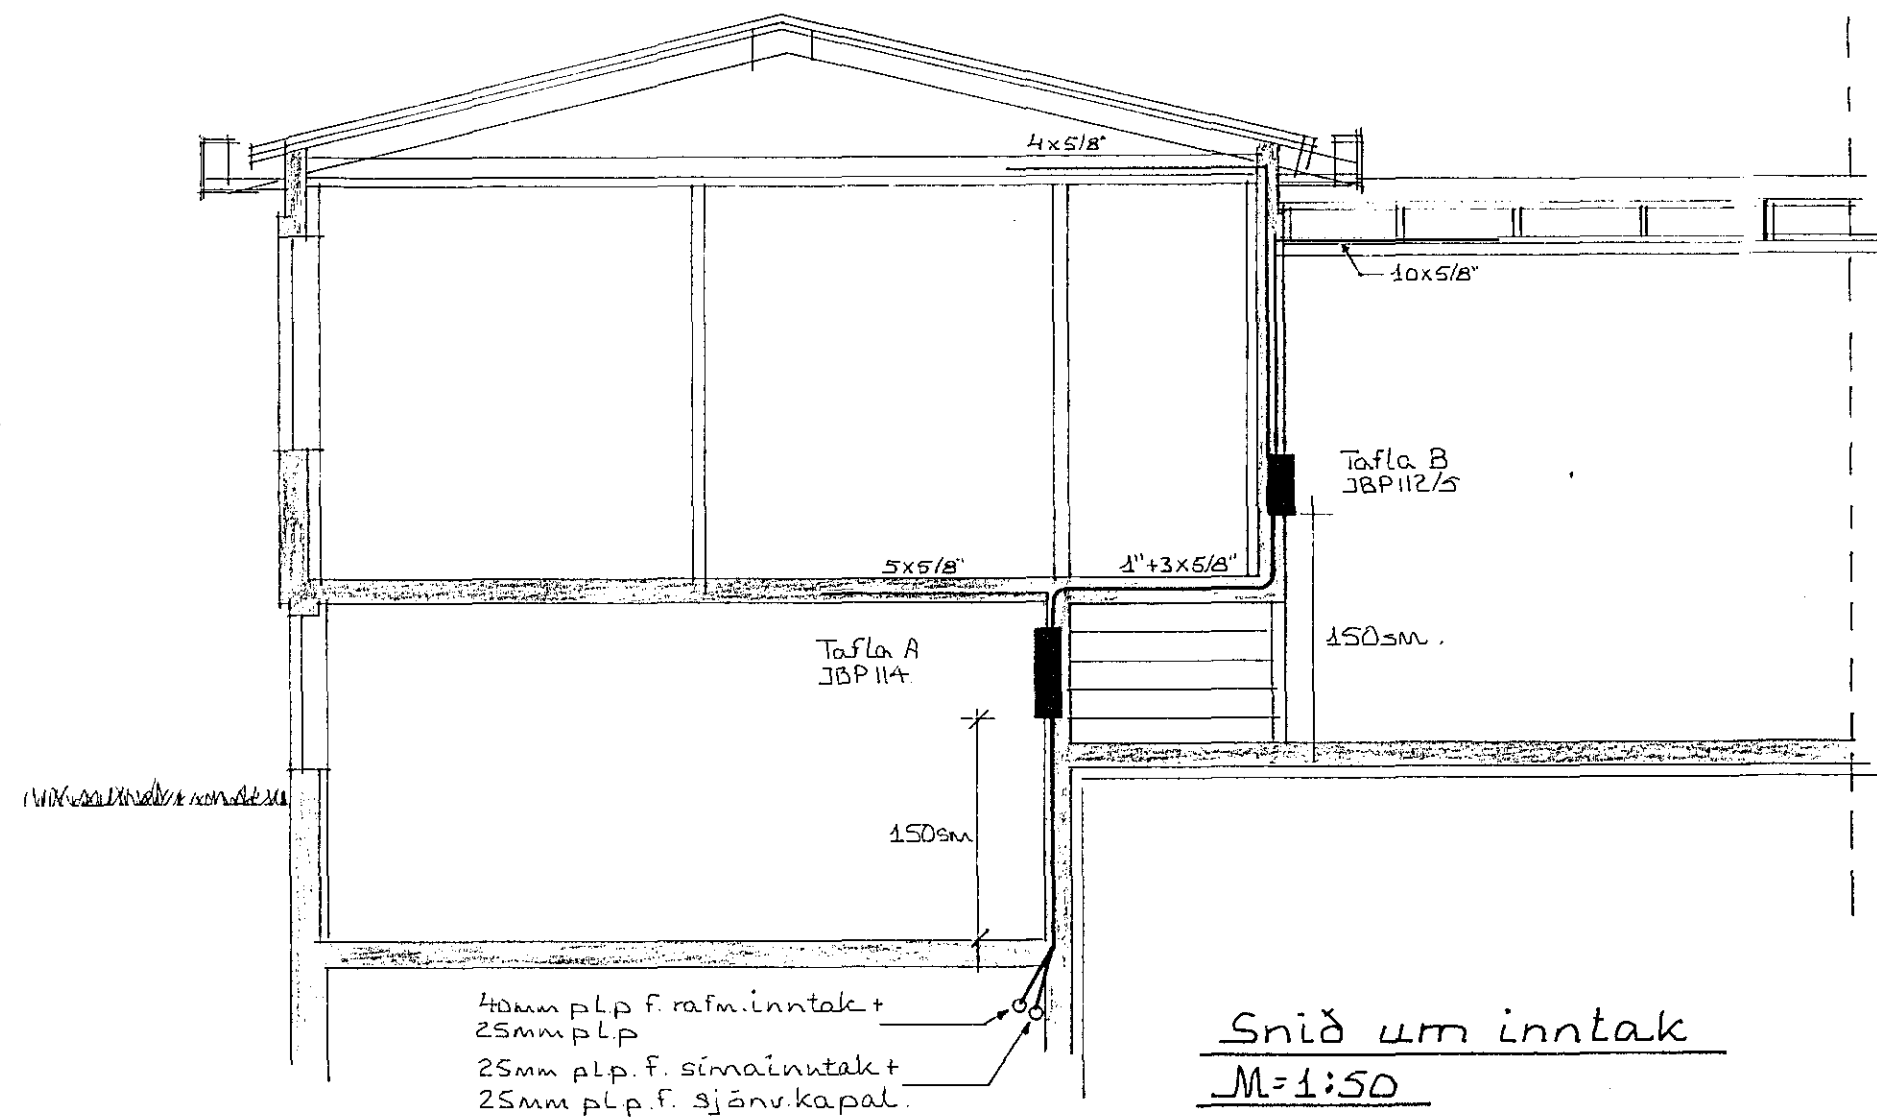 4x5/8"
10x5/8"
Tafla B
JBP112/5
5x5/8"
1"+3x5/8"
Tafla A
JBP114
150sm.
150sm
40mm pl.p f. rafm.inntak +
25mm pl.p
25mm pl.p. f. símainntak +
25mm pl.p. f. sjónv.kapal.
Snið um inntak
M=1:50